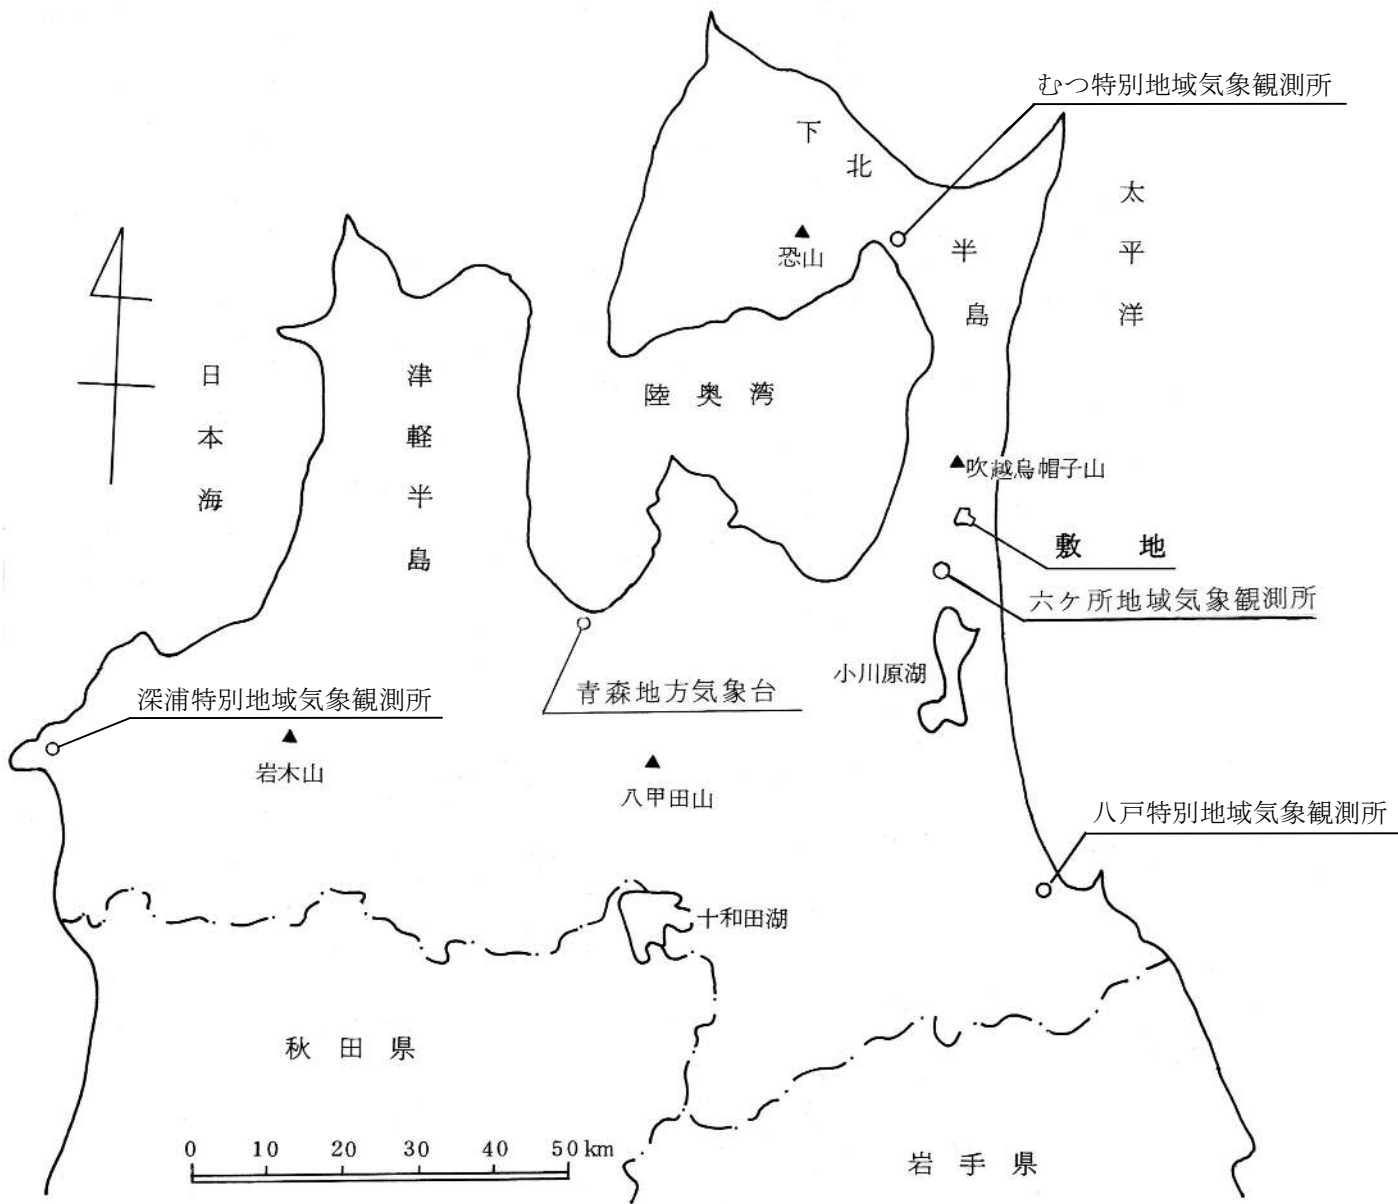 むつ特別地域気象観測所
下北半島
太平洋
恐山
日本海
津軽半島
陸奥湾
吹越烏帽子山
敷地
六ケ所地域気象観測所
小川原湖
青森地方気象台
深浦特別地域気象観測所
岩木山
八甲田山
八戸特別地域気象観測所
十和田湖
秋田県
岩手県
0 10 20 30 40 50 km